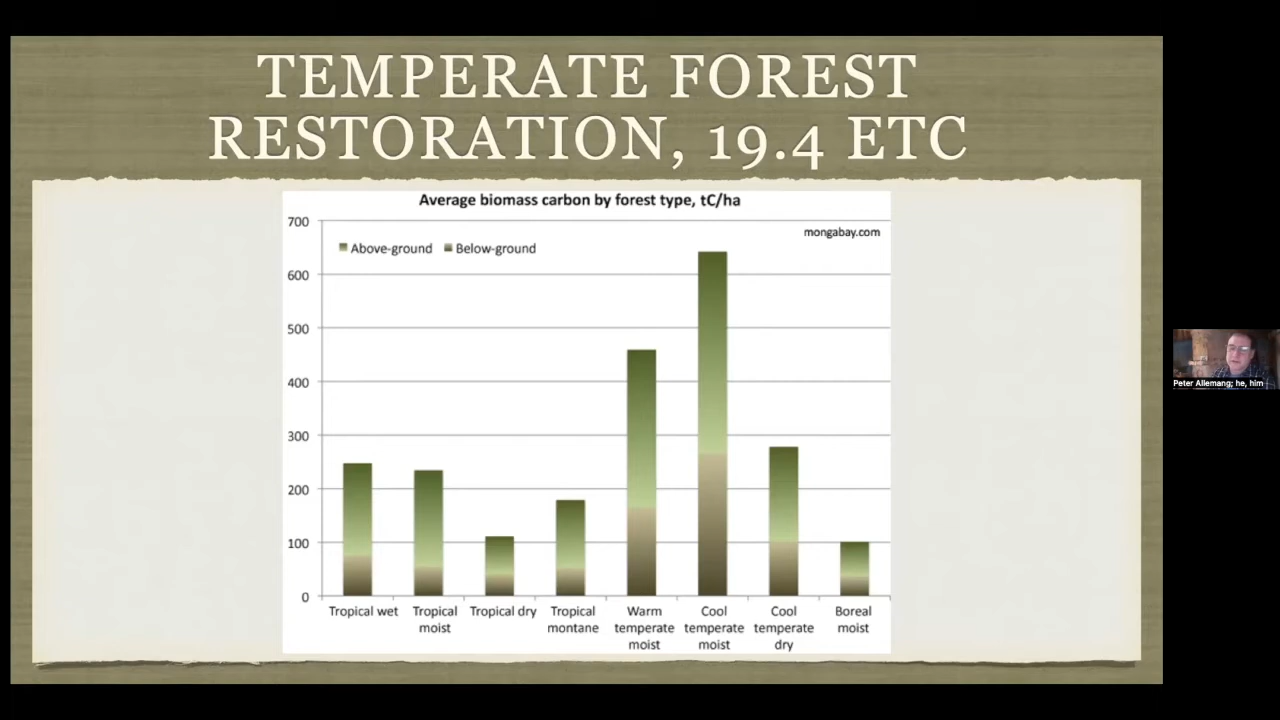 TEMPERATE FOREST
RESTORATION, 19.4 ETC
Average biomass carbon by forest type, tC/ha
mongabay.com
Above-ground Below-ground
700
600
500
400
300
200
100
0
Tropical wet
Tropical
moist
Tropical dry
Tropical
montane
Warm
temperate
moist
Cool
temperate
moist
Cool
temperate
dry
Boreal
moist
Peter Allemang; he, him